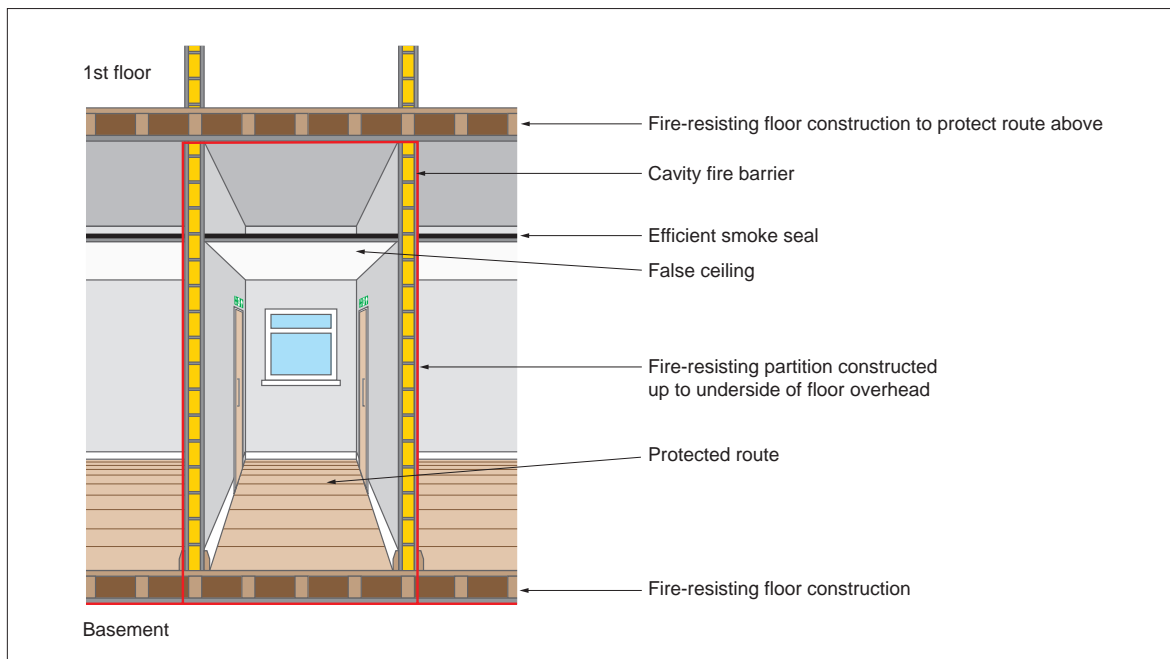 1st floor
Fire-resisting floor construction to protect route above
Cavity fire barrier
Efficient smoke seal
False ceiling
Fire-resisting partition constructed
up to underside of floor overhead
Protected route
Fire-resisting floor construction
Basement